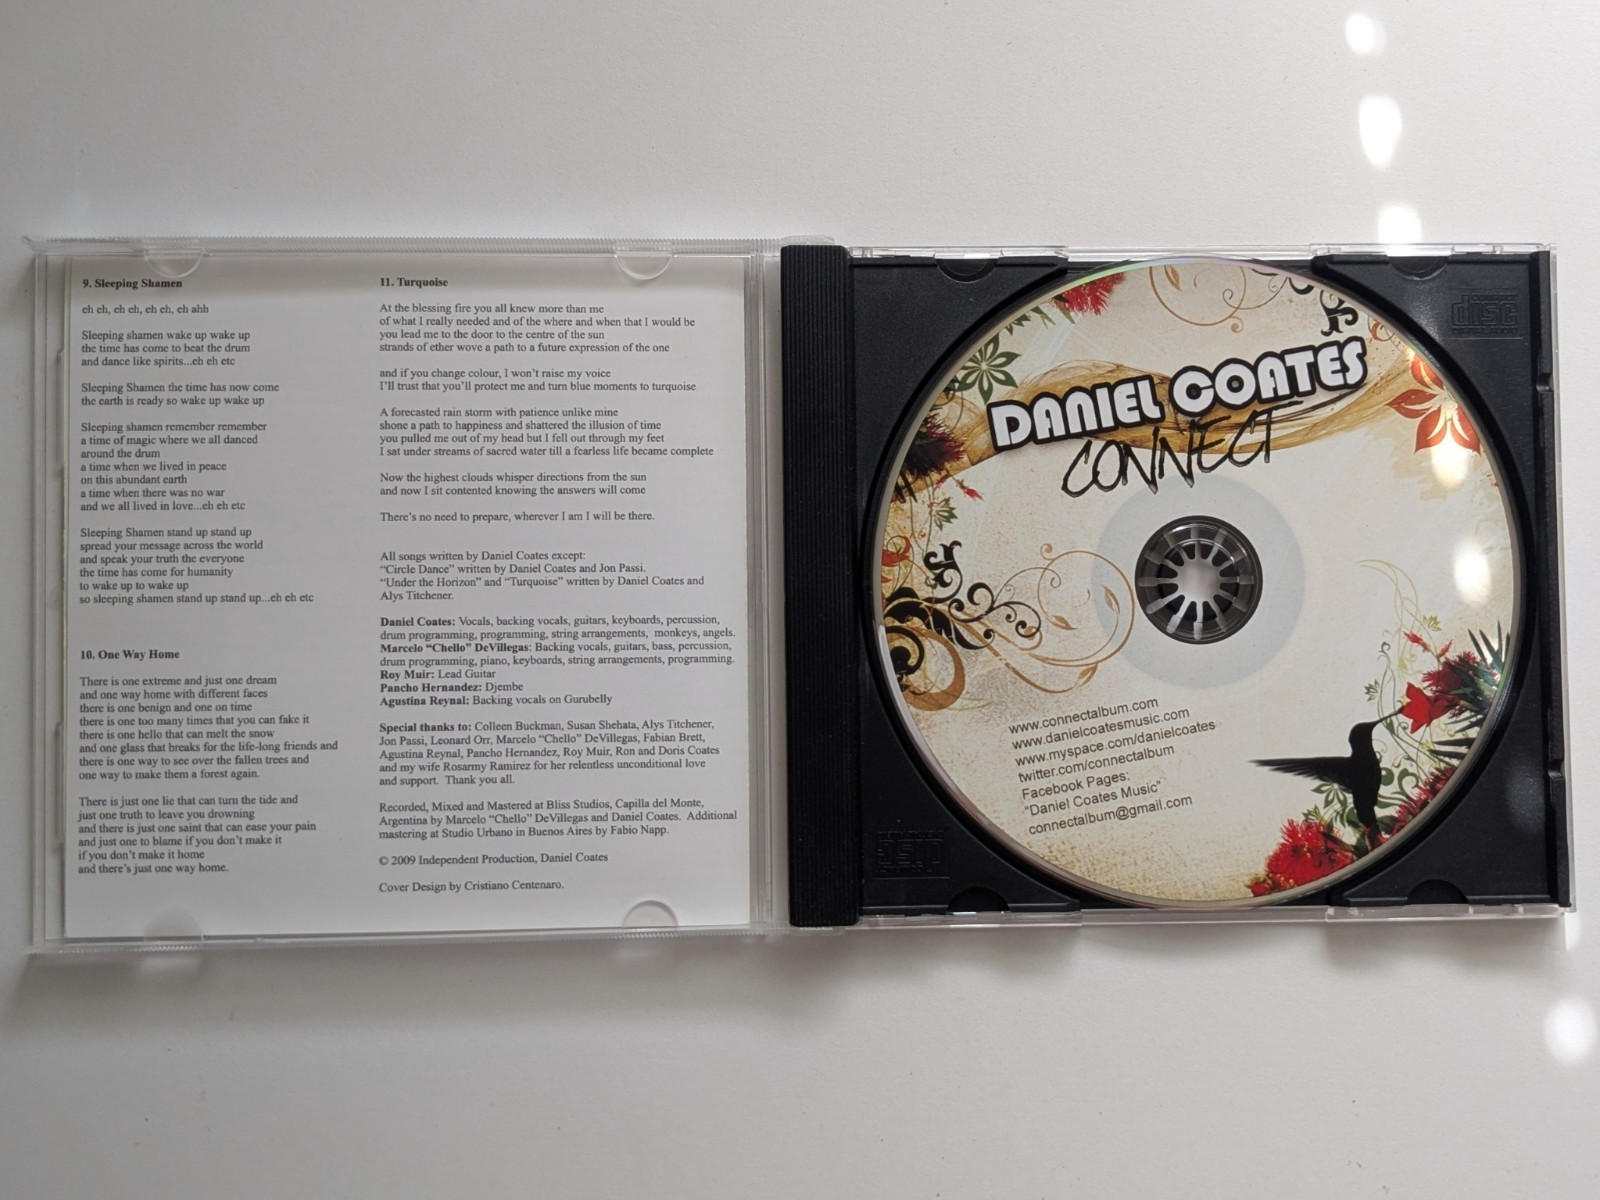 9. Sleeping Shamen
eh eh, eh eh, eh eh, eh ahh
Sleeping shamen wake up wake up
the time has come to beat the drum
and dance like spirits...eh eh etc
Sleeping Shamen the time has now come
the earth is ready so wake up wake up
Sleeping shamen remember remember
a time of magic where we all danced
around the drum
a time when we lived in peace
on this abundant earth
a time when there was no war
and we all lived in love...eh eh etc
Sleeping Shamen stand up stand up
spread your message across the world
and speak your truth the everyone
the time has come for humanity
to wake up to wake up
so sleeping shamen stand up stand up...eh eh etc
10. One Way Home
There is one extreme and just one dream
and one way home with different faces
there is one benign and one on time
there is one too many times that you can fake it
there is one hello that can melt the snow
and one glass that breaks for the life-long friends and
there is one way to see over the fallen trees and
one way to make them a forest again.
There is just one lie that can turn the tide and
just one truth to leave you drowning
and there is just one saint that can ease your pain
and just one to blame if you don't make it
if you don't make it home
and there's just one way home.
11. Turquoise
At the blessing fire you all knew more than me
of what I really needed and of the where and when that I would be
you lead me to the door to the centre of the sun
strands of ether wove a path to a future expression of the one
and if you change colour, I won't raise my voice
I'll trust that you'll protect me and turn blue moments to turquoise
A forecasted rain storm with patience unlike mine
shone a path to happiness and shattered the illusion of time
you pulled me out of my head but I fell out through my feet
I sat under streams of sacred water till a fearless life became complete
Now the highest clouds whisper directions from the sun
and now I sit contented knowing the answers will come
There's no need to prepare, wherever I am I will be there.
All songs written by Daniel Coates except:
"Circle Dance" written by Daniel Coates and Jon Passi.
"Under the Horizon" and "Turquoise" written by Daniel Coates and
Alys Titchener.
Daniel Coates: Vocals, backing vocals, guitars, keyboards, percussion,
drum programming, programming, string arrangements, monkeys, angels.
Marcelo "Chello" DeVillegas: Backing vocals, guitars, bass, percussion,
drum programming, piano, keyboards, string arrangements, programming.
Roy Muir: Lead Guitar
Pancho Hernandez: Djembe
Agustina Reynal: Backing vocals on Gurubelly
Special thanks to: Colleen Buckman, Susan Shehata, Alys Titchener,
Jon Passi, Leonard Orr, Marcelo "Chello" DeVillegas, Fabian Brett,
Agustina Reynal, Pancho Hernandez, Roy Muir, Ron and Doris Coates
and my wife Rosarmy Ramirez for her relentless unconditional love
and support. Thank you all.
Recorded, Mixed and Mastered at Bliss Studios, Capilla del Monte,
Argentina by Marcelo "Chello" DeVillegas and Daniel Coates. Additional
mastering at Studio Urbano in Buenos Aires by Fabio Napp.
© 2009 Independent Production, Daniel Coates
Cover Design by Cristiano Centenaro.
DANIEL COATES
CONNECT
www.connectalbum.com
www.danielcoatesmusic.com
www.myspace.com/danielcoates
twitter.com/connectalbum
Facebook Pages:
"Daniel Coates Music"
connectalbum@gmail.com
disc